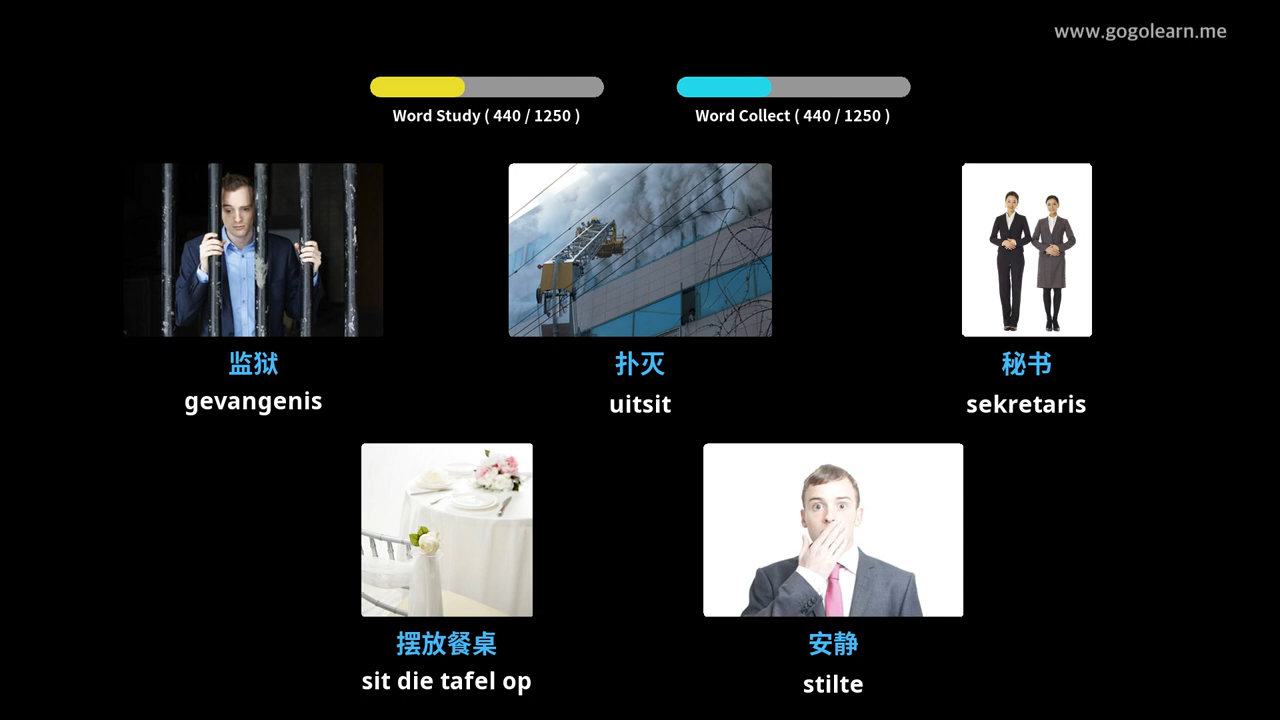 www.gogolearn.me
Word Study ( 440 / 1250 )
Word Collect ( 440 / 1250 )
监狱
gevangenis
扑灭
uitsit
秘书
sekretaris
摆放餐桌
sit die tafel op
安静
stilte